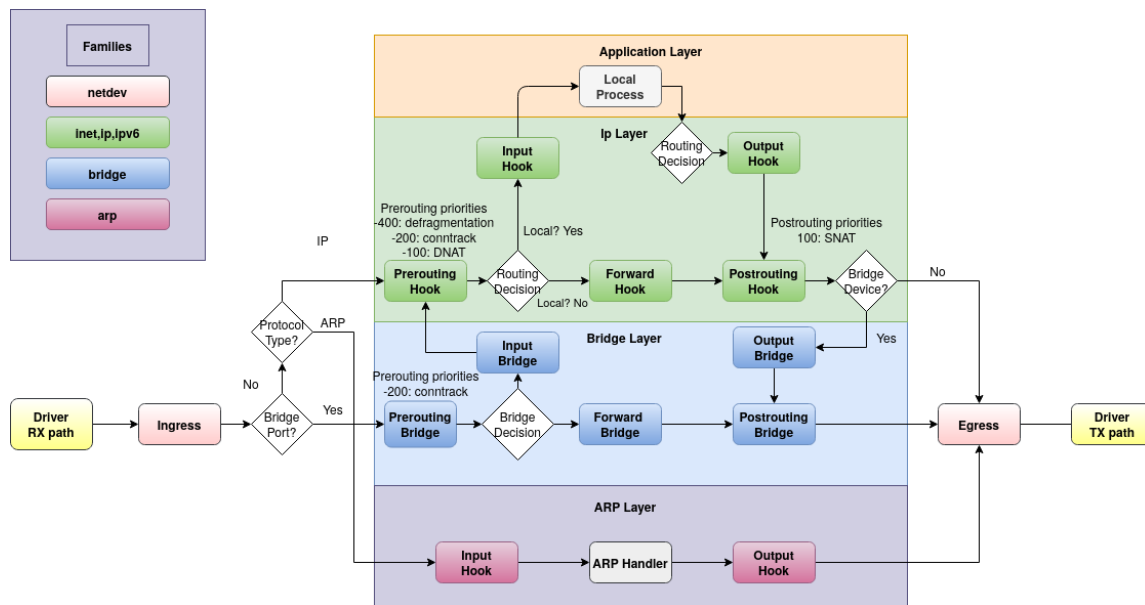 Families
netdev
inet,ip,ipv6
bridge
arp
Application Layer
Local
Process
Ip Layer
Input
Hook
Routing
Decision
Output
Hook
Prerouting priorities
-400: defragmentation
-200: conntrack
-100: DNAT
Local? Yes
Postrouting priorities
100: SNAT
IP
Prerouting
Hook
Routing
Decision
Local? No
Forward
Hook
Postrouting
Hook
Bridge
Device?
No
Yes
Protocol
Type?
ARP
Bridge Layer
Input
Bridge
Output
Bridge
Prerouting priorities
-200: conntrack
No
Yes
Driver
RX path
Ingress
Bridge
Port?
Prerouting
Bridge
Bridge
Decision
Forward
Bridge
Postrouting
Bridge
Egress
Driver
TX path
ARP Layer
Input
Hook
ARP Handler
Output
Hook